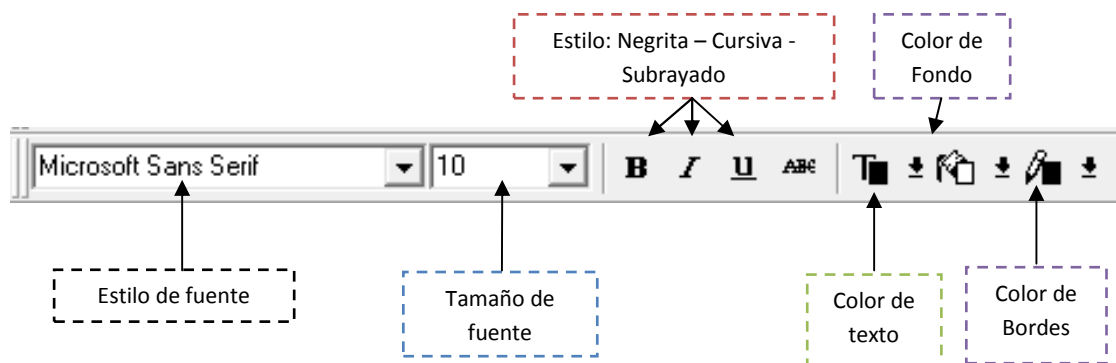 Estilo: Negrita – Cursiva -
Subrayado
Color de
Fondo
Microsoft Sans Serif
10
B I U ABC
T
Estilo de fuente
Tamaño de
fuente
Color de
texto
Color de
Bordes